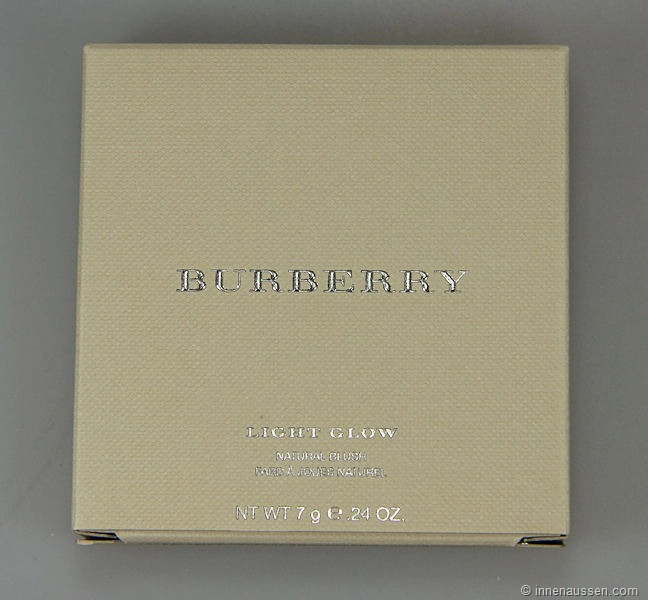 BURBERRY
LIGHT GLOW
NATURAL BLUSH
FARD À JOUES NATUREL
NT WT 7 g ℮ .24 OZ.
© innenaussen.com